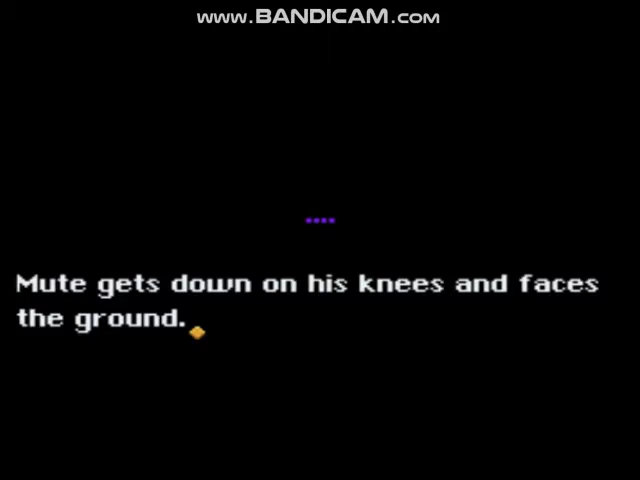 www.BANDICAM.com
....
Mute gets down on his knees and faces
the ground.